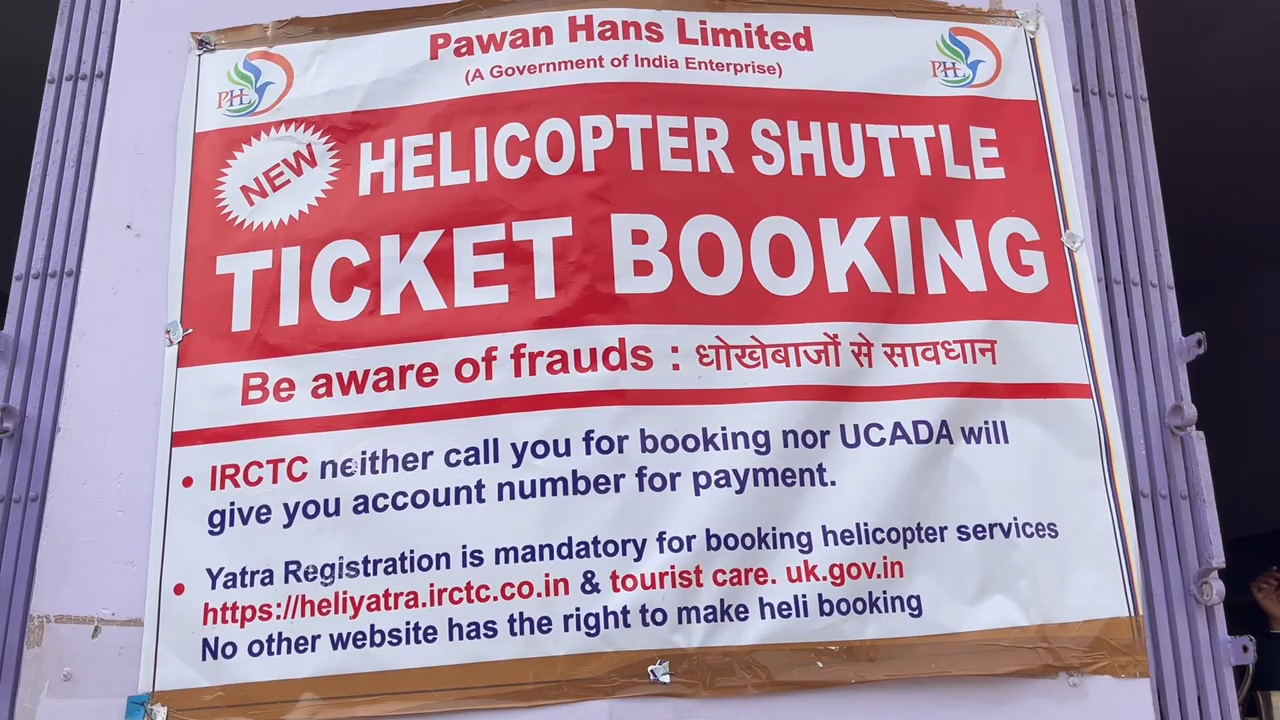 Pawan Hans Limited
(A Government of India Enterprise)
PHL
PHL
NEW
HELICOPTER SHUTTLE
TICKET BOOKING
Be aware of frauds : धोखेबाजों से सावधान
• IRCTC neither call you for booking nor UCADA will
give you account number for payment.
• Yatra Registration is mandatory for booking helicopter services
https://heliyatra.irctc.co.in & tourist care. uk.gov.in
No other website has the right to make heli booking